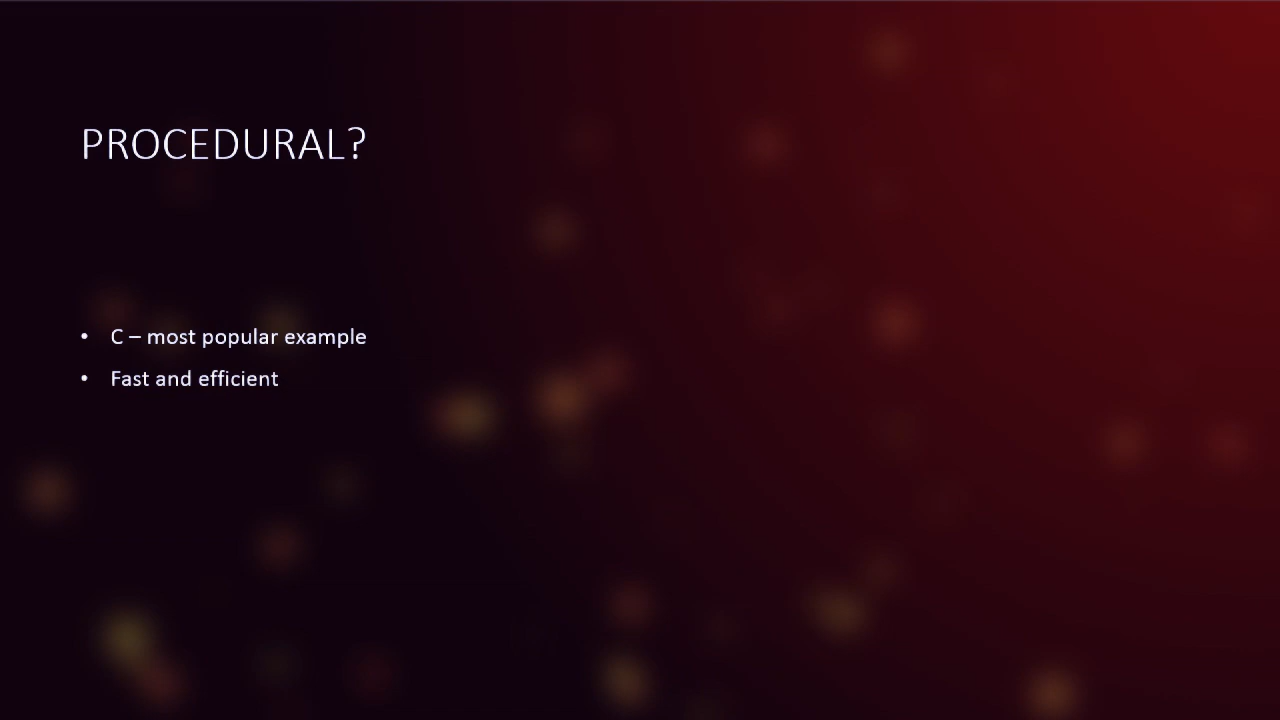 PROCEDURAL?
• C – most popular example
• Fast and efficient